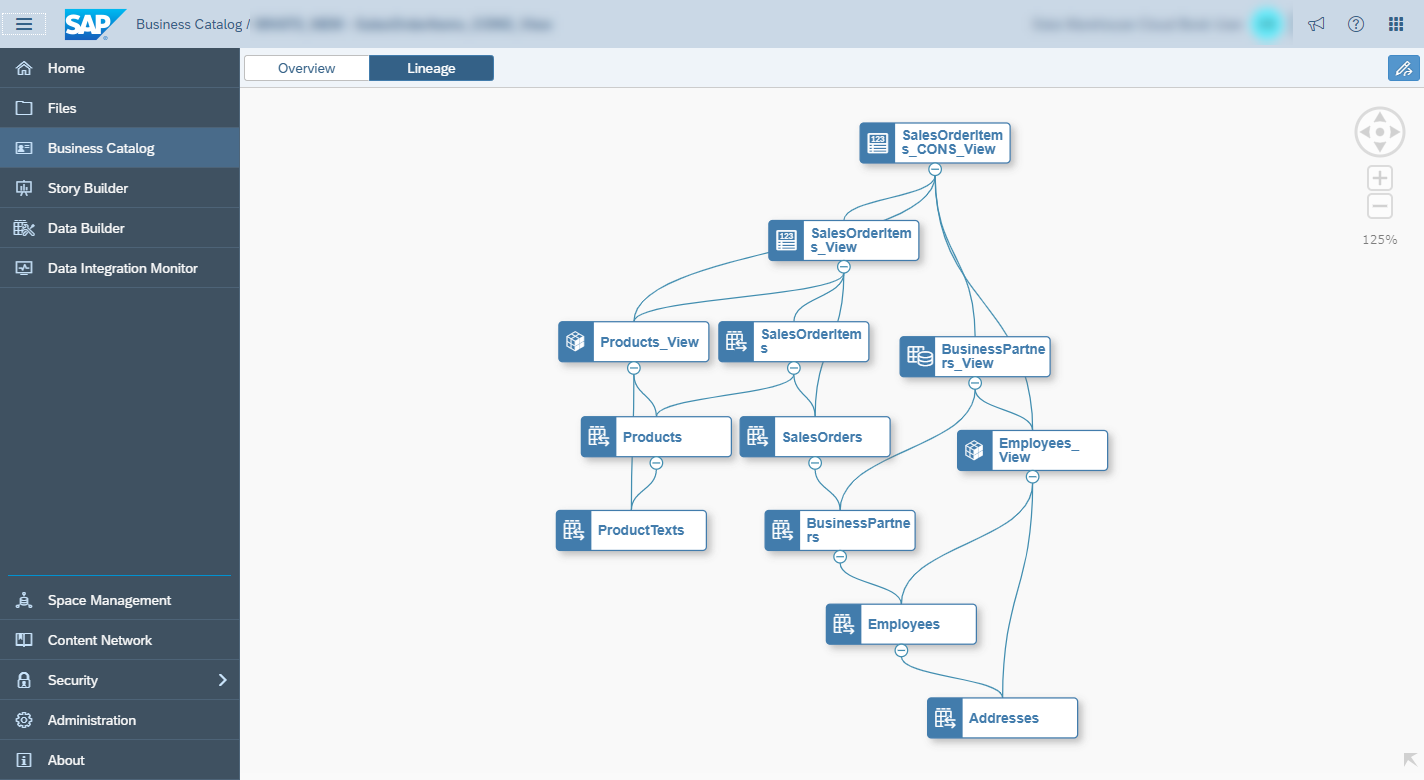 SAP
Business Catalog /
Home
Files
Business Catalog
Story Builder
Data Builder
Data Integration Monitor
Space Management
Content Network
Security
Administration
About
Overview
Lineage
125%
123
SalesOrderItem
s_CONS_View
123
SalesOrderItem
s_View
Products_View
SalesOrderItem
s
BusinessPartne
rs_View
Products
SalesOrders
Employees_
View
ProductTexts
BusinessPartne
rs
Employees
Addresses